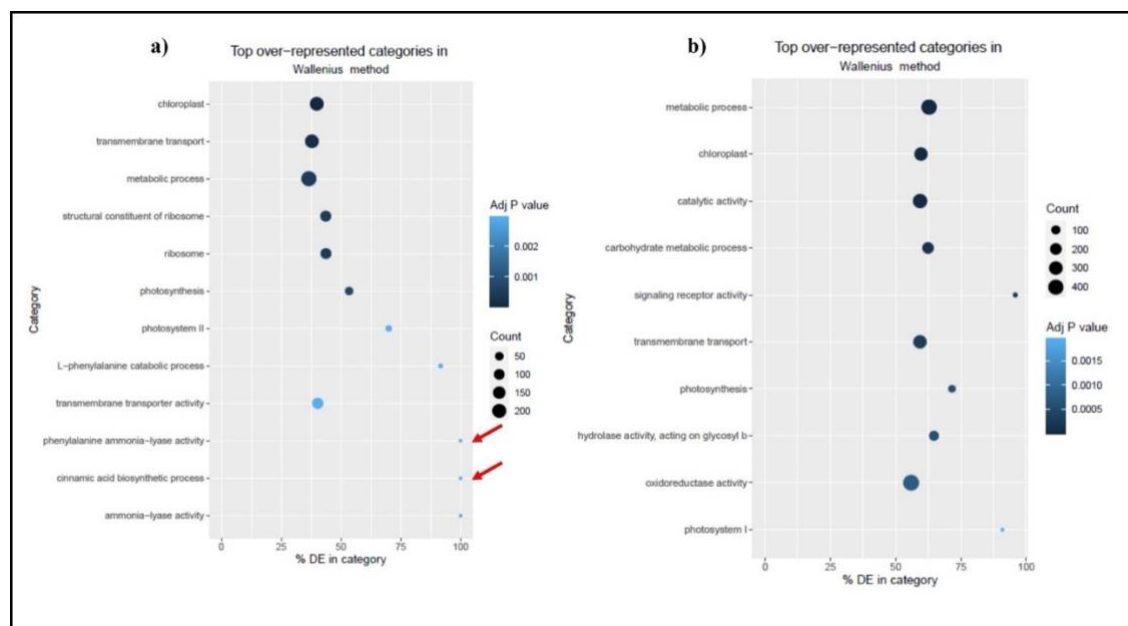 a)
Top over−represented categories in
Wallenius method
chloroplast
transmembrane transport
metabolic process
structural constituent of ribosome
ribosome
photosynthesis
photosystem II
L−phenylalanine catabolic process
transmembrane transporter activity
phenylalanine ammonia−lyase activity
cinnamic acid biosynthetic process
ammonia−lyase activity
Category
0 25 50 75 100
% DE in category
Adj P value
0.002
0.001
Count
50
100
150
200
b)
Top over−represented categories in
Wallenius method
metabolic process
chloroplast
catalytic activity
carbohydrate metabolic process
signaling receptor activity
transmembrane transport
photosynthesis
hydrolase activity, acting on glycosyl b
oxidoreductase activity
photosystem I
Category
0 25 50 75 100
% DE in category
Count
100
200
300
400
Adj P value
0.0015
0.0010
0.0005